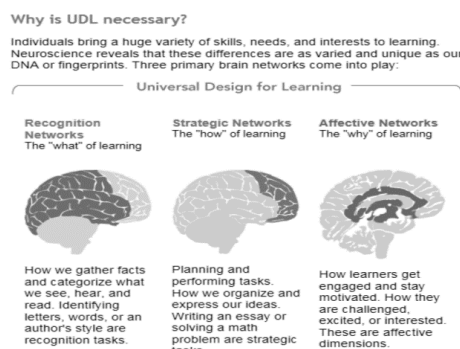 Why is UDL necessary?
Individuals bring a huge variety of skills, needs, and interests to learning.
Neuroscience reveals that these differences are as varied and unique as our
DNA or fingerprints. Three primary brain networks come into play:
Universal Design for Learning
Recognition
Networks
The "what" of learning
How we gather facts
and categorize what
we see, hear, and
read. Identifying
letters, words, or an
author's style are
recognition tasks.
Strategic Networks
The "how" of learning
Planning and
performing tasks.
How we organize and
express our ideas.
Writing an essay or
solving a math
problem are strategic
Affective Networks
The "why" of learning
How learners get
engaged and stay
motivated. How they
are challenged,
excited, or interested.
These are affective
dimensions.